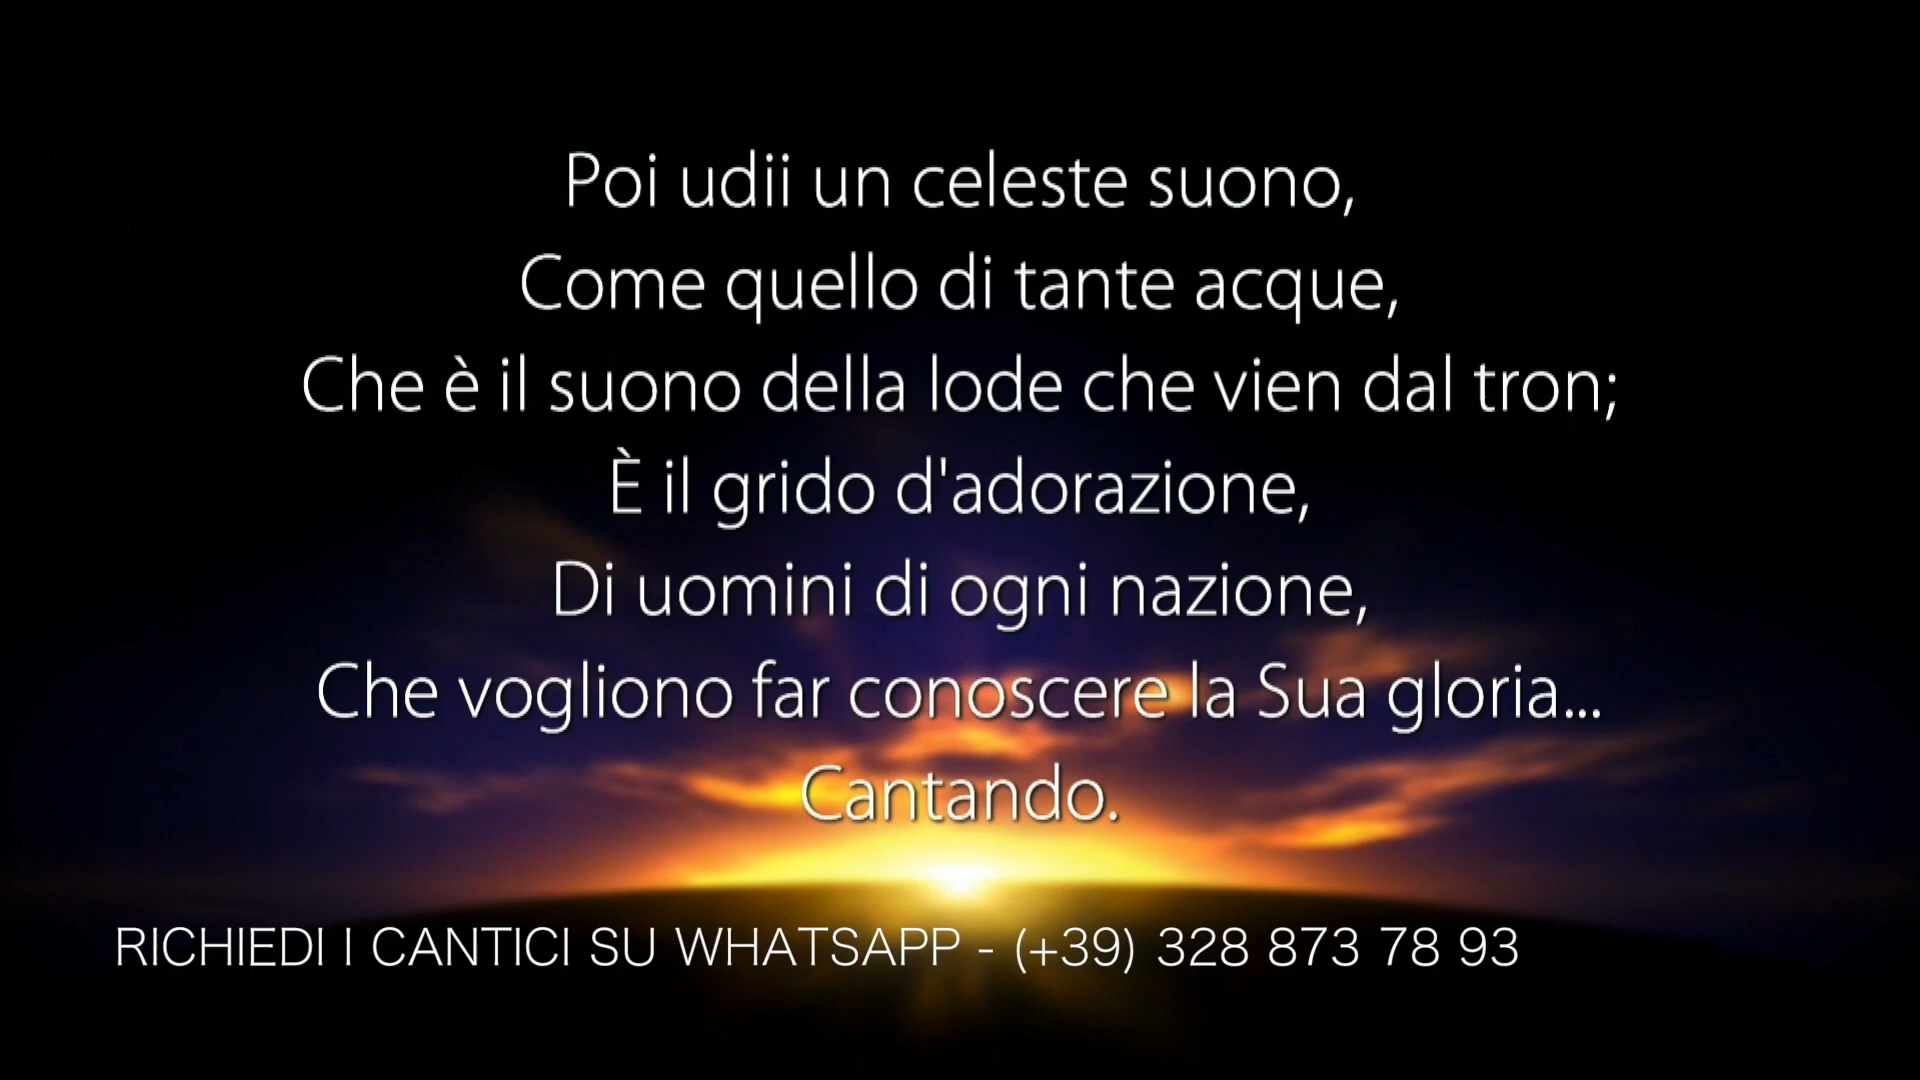 Poi udii un celeste suono,
Come quello di tante acque,
Che è il suono della lode che vien dal tron;
È il grido d'adorazione,
Di uomini di ogni nazione,
Che vogliono far conoscere la Sua gloria...
Cantando.
RICHIEDI I CANTICI SU WHATSAPP - (+39) 328 873 78 93